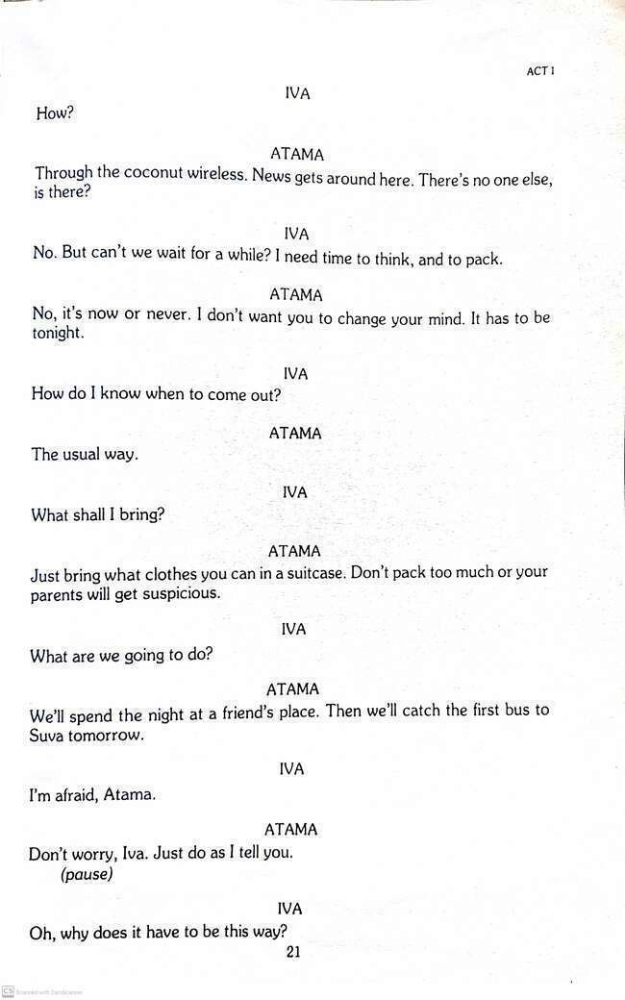 ACT I
IVA
How?
ATAMA
Through the coconut wireless. News gets around here. There's no one else,
is there?
IVA
No. But can't we wait for a while? I need time to think, and to pack.
ATAMA
No, it's now or never. I don't want you to change your mind. It has to be
tonight.
IVA
How do I know when to come out?
ATAMA
The usual way.
IVA
What shall I bring?
ATAMA
Just bring what clothes you can in a suitcase. Don't pack too much or your
parents will get suspicious.
IVA
What are we going to do?
ATAMA
We'll spend the night at a friend's place. Then we'll catch the first bus to
Suva tomorrow.
IVA
I'm afraid, Atama.
ATAMA
Don't worry, Iva. Just do as I tell you.
(pause)
IVA
Oh, why does it have to be this way?
21
CS Scanned with CamScanner